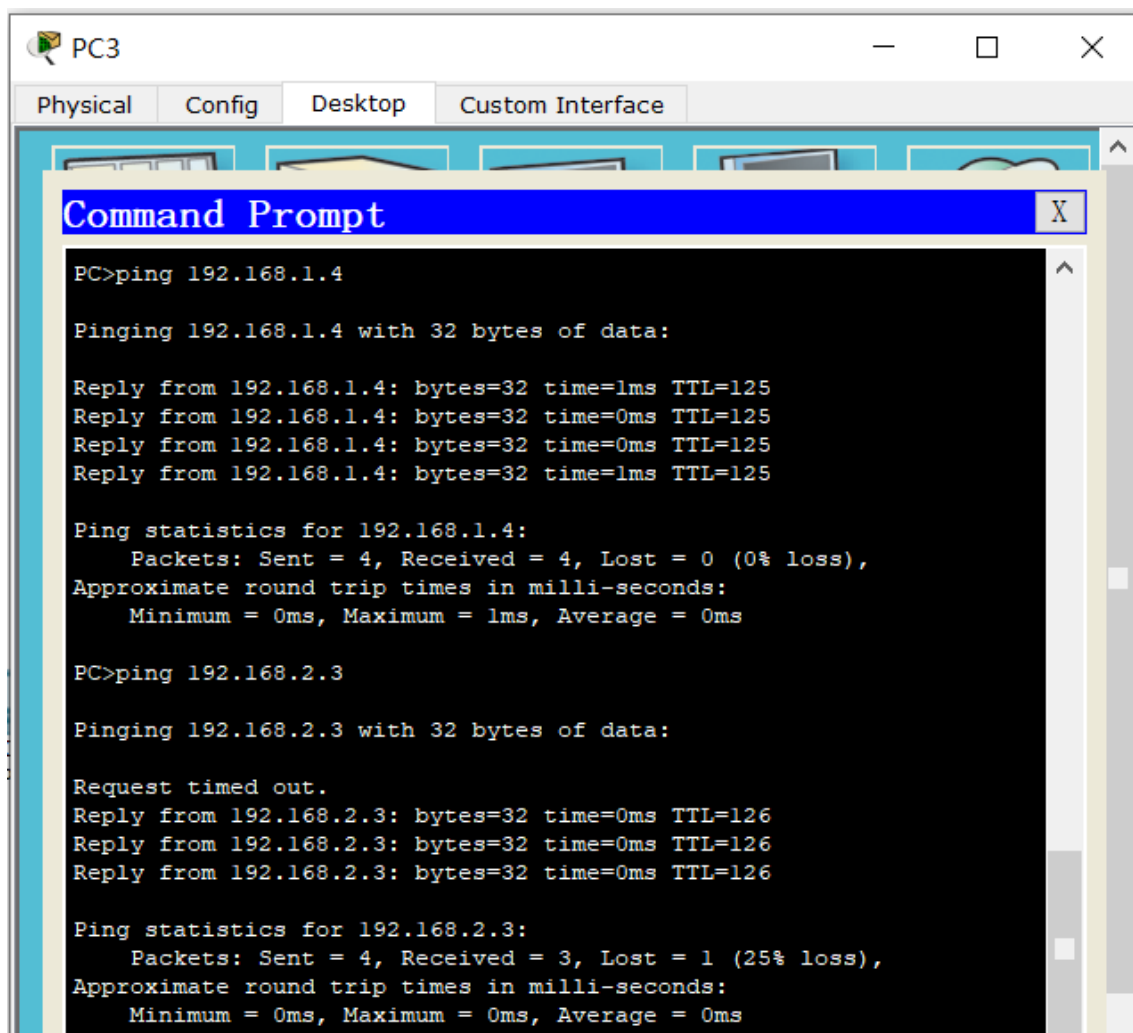 PC3
Physical Config Desktop Custom Interface
Command Prompt X
PC>ping 192.168.1.4
Pinging 192.168.1.4 with 32 bytes of data:
Reply from 192.168.1.4: bytes=32 time=1ms TTL=125
Reply from 192.168.1.4: bytes=32 time=0ms TTL=125
Reply from 192.168.1.4: bytes=32 time=0ms TTL=125
Reply from 192.168.1.4: bytes=32 time=1ms TTL=125
Ping statistics for 192.168.1.4:
    Packets: Sent = 4, Received = 4, Lost = 0 (0% loss),
Approximate round trip times in milli-seconds:
    Minimum = 0ms, Maximum = 1ms, Average = 0ms
PC>ping 192.168.2.3
Pinging 192.168.2.3 with 32 bytes of data:
Request timed out.
Reply from 192.168.2.3: bytes=32 time=0ms TTL=126
Reply from 192.168.2.3: bytes=32 time=0ms TTL=126
Reply from 192.168.2.3: bytes=32 time=0ms TTL=126
Ping statistics for 192.168.2.3:
    Packets: Sent = 4, Received = 3, Lost = 1 (25% loss),
Approximate round trip times in milli-seconds:
    Minimum = 0ms, Maximum = 0ms, Average = 0ms